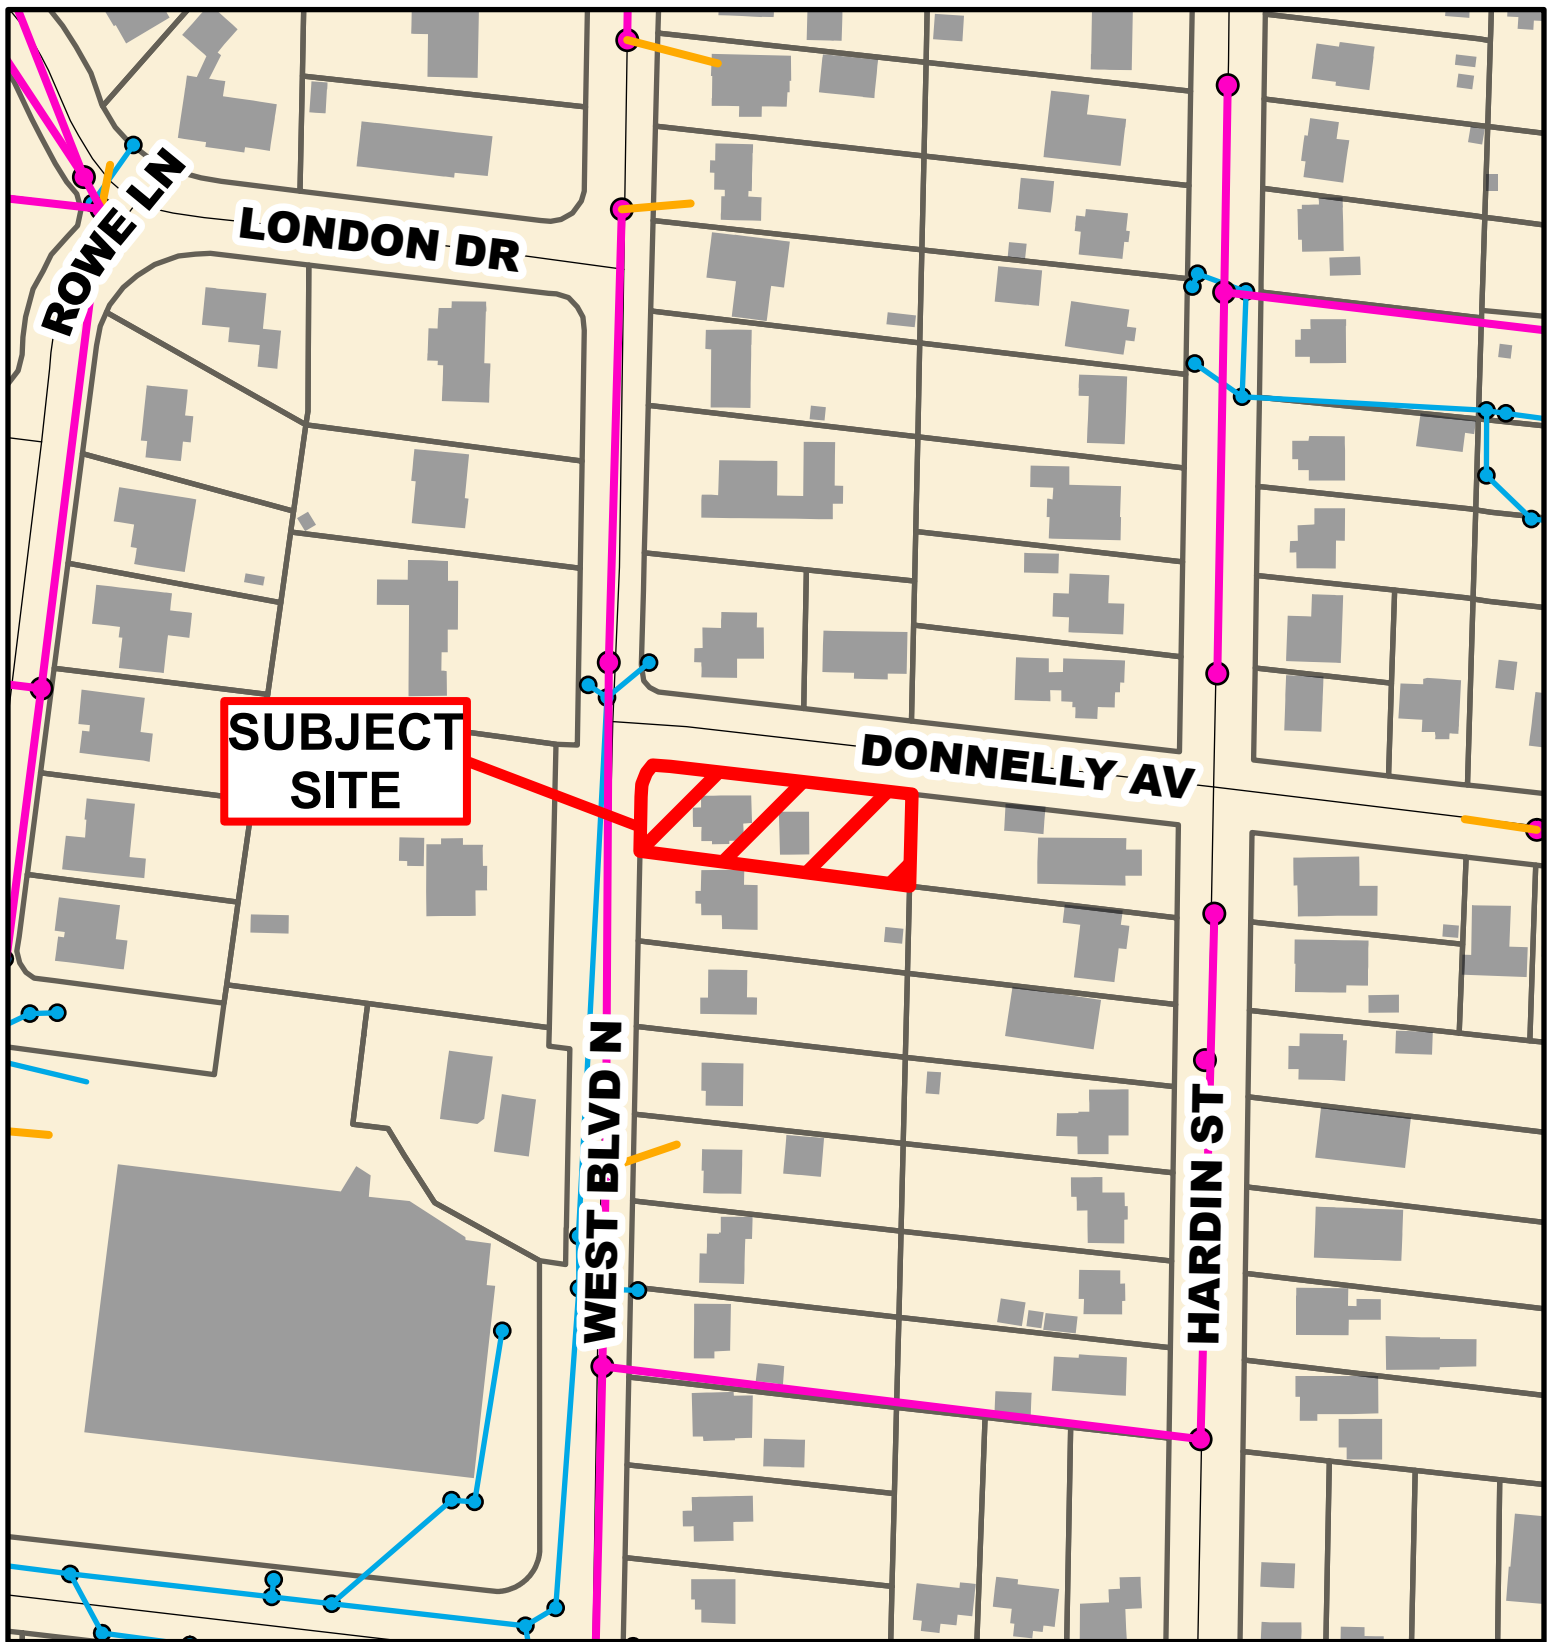 ROWE LN
LONDON DR
SUBJECT
SITE
DONNELLY AV
WEST BLVD N
HARDIN ST